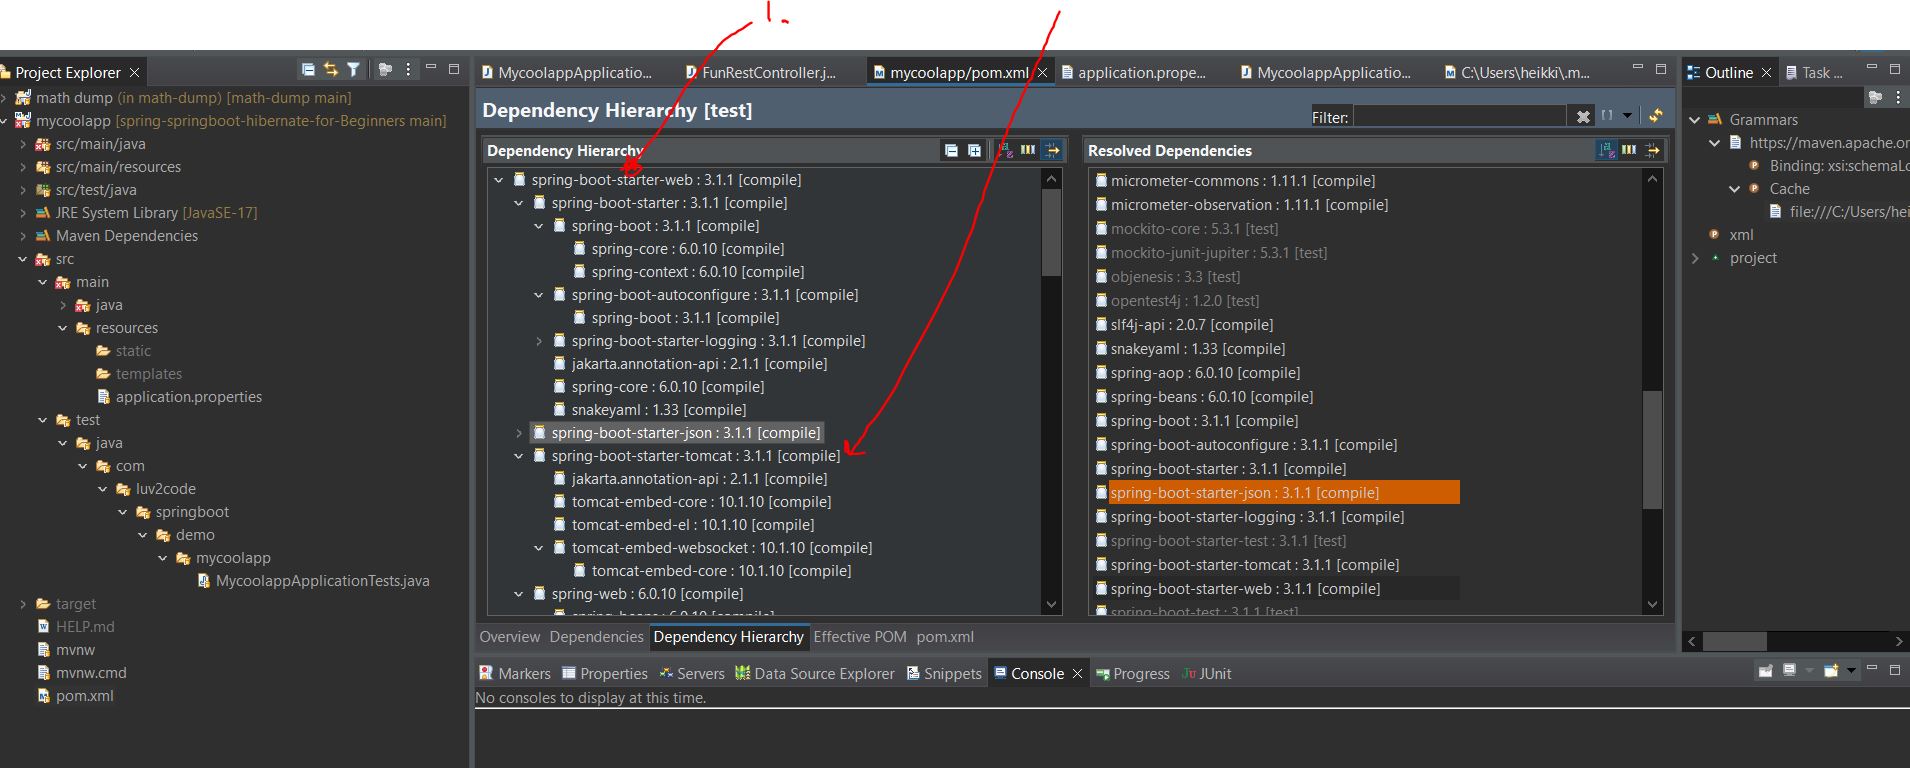 1.
Project Explorer
MycoolappApplicatio...
FunRestController.j...
mycoolapp/pom.xml
application.prope...
MycoolappApplicatio...
C:\Users\heikki\.m...
Outline
Task ...
math dump (in math-dump) [math-dump main]
mycoolapp [spring-springboot-hibernate-for-Beginners main]
src/main/java
src/main/resources
src/test/java
JRE System Library [JavaSE-17]
Maven Dependencies
src
main
java
resources
static
templates
application.properties
test
java
com
luv2code
springboot
demo
mycoolapp
MycoolappApplicationTests.java
target
HELP.md
mvnw
mvnw.cmd
pom.xml
Dependency Hierarchy [test]
Filter:
Dependency Hierarchy
spring-boot-starter-web : 3.1.1 [compile]
spring-boot-starter : 3.1.1 [compile]
spring-boot : 3.1.1 [compile]
spring-core : 6.0.10 [compile]
spring-context : 6.0.10 [compile]
spring-boot-autoconfigure : 3.1.1 [compile]
spring-boot : 3.1.1 [compile]
spring-boot-starter-logging : 3.1.1 [compile]
jakarta.annotation-api : 2.1.1 [compile]
spring-core : 6.0.10 [compile]
snakeyaml : 1.33 [compile]
spring-boot-starter-json : 3.1.1 [compile]
spring-boot-starter-tomcat : 3.1.1 [compile]
jakarta.annotation-api : 2.1.1 [compile]
tomcat-embed-core : 10.1.10 [compile]
tomcat-embed-el : 10.1.10 [compile]
tomcat-embed-websocket : 10.1.10 [compile]
tomcat-embed-core : 10.1.10 [compile]
spring-web : 6.0.10 [compile]
spring-beans : 6.0.10 [compile]
Resolved Dependencies
micrometer-commons : 1.11.1 [compile]
micrometer-observation : 1.11.1 [compile]
mockito-core : 5.3.1 [test]
mockito-junit-jupiter : 5.3.1 [test]
objenesis : 3.3 [test]
opentest4j : 1.2.0 [test]
slf4j-api : 2.0.7 [compile]
snakeyaml : 1.33 [compile]
spring-aop : 6.0.10 [compile]
spring-beans : 6.0.10 [compile]
spring-boot : 3.1.1 [compile]
spring-boot-autoconfigure : 3.1.1 [compile]
spring-boot-starter : 3.1.1 [compile]
spring-boot-starter-json : 3.1.1 [compile]
spring-boot-starter-logging : 3.1.1 [compile]
spring-boot-starter-test : 3.1.1 [test]
spring-boot-starter-tomcat : 3.1.1 [compile]
spring-boot-starter-web : 3.1.1 [compile]
spring-boot-test : 3.1.1 [test]
Overview Dependencies Dependency Hierarchy Effective POM pom.xml
Grammars
https://maven.apache.or
Binding: xsi:schemaLo
Cache
file:///C:/Users/hei
xml
project
Markers Properties Servers Data Source Explorer Snippets Console Progress JUnit
No consoles to display at this time.